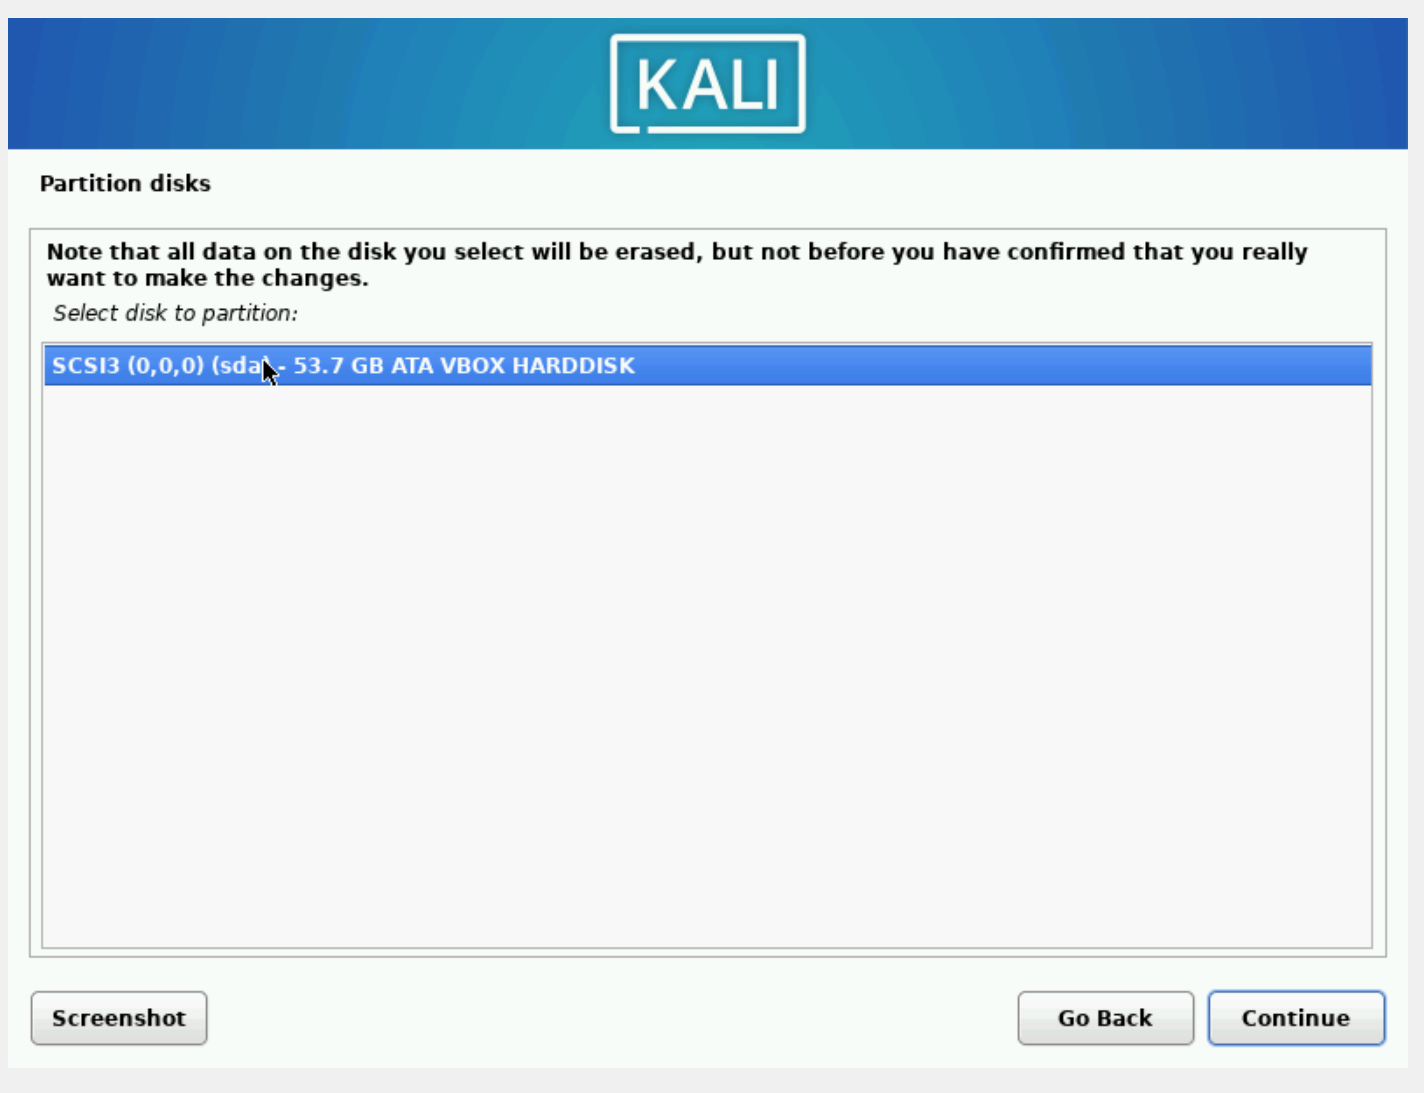 KALI
Partition disks
Note that all data on the disk you select will be erased, but not before you have confirmed that you really
want to make the changes.
Select disk to partition:
SCSI3 (0,0,0) (sda) - 53.7 GB ATA VBOX HARDDISK
Screenshot
Go Back
Continue